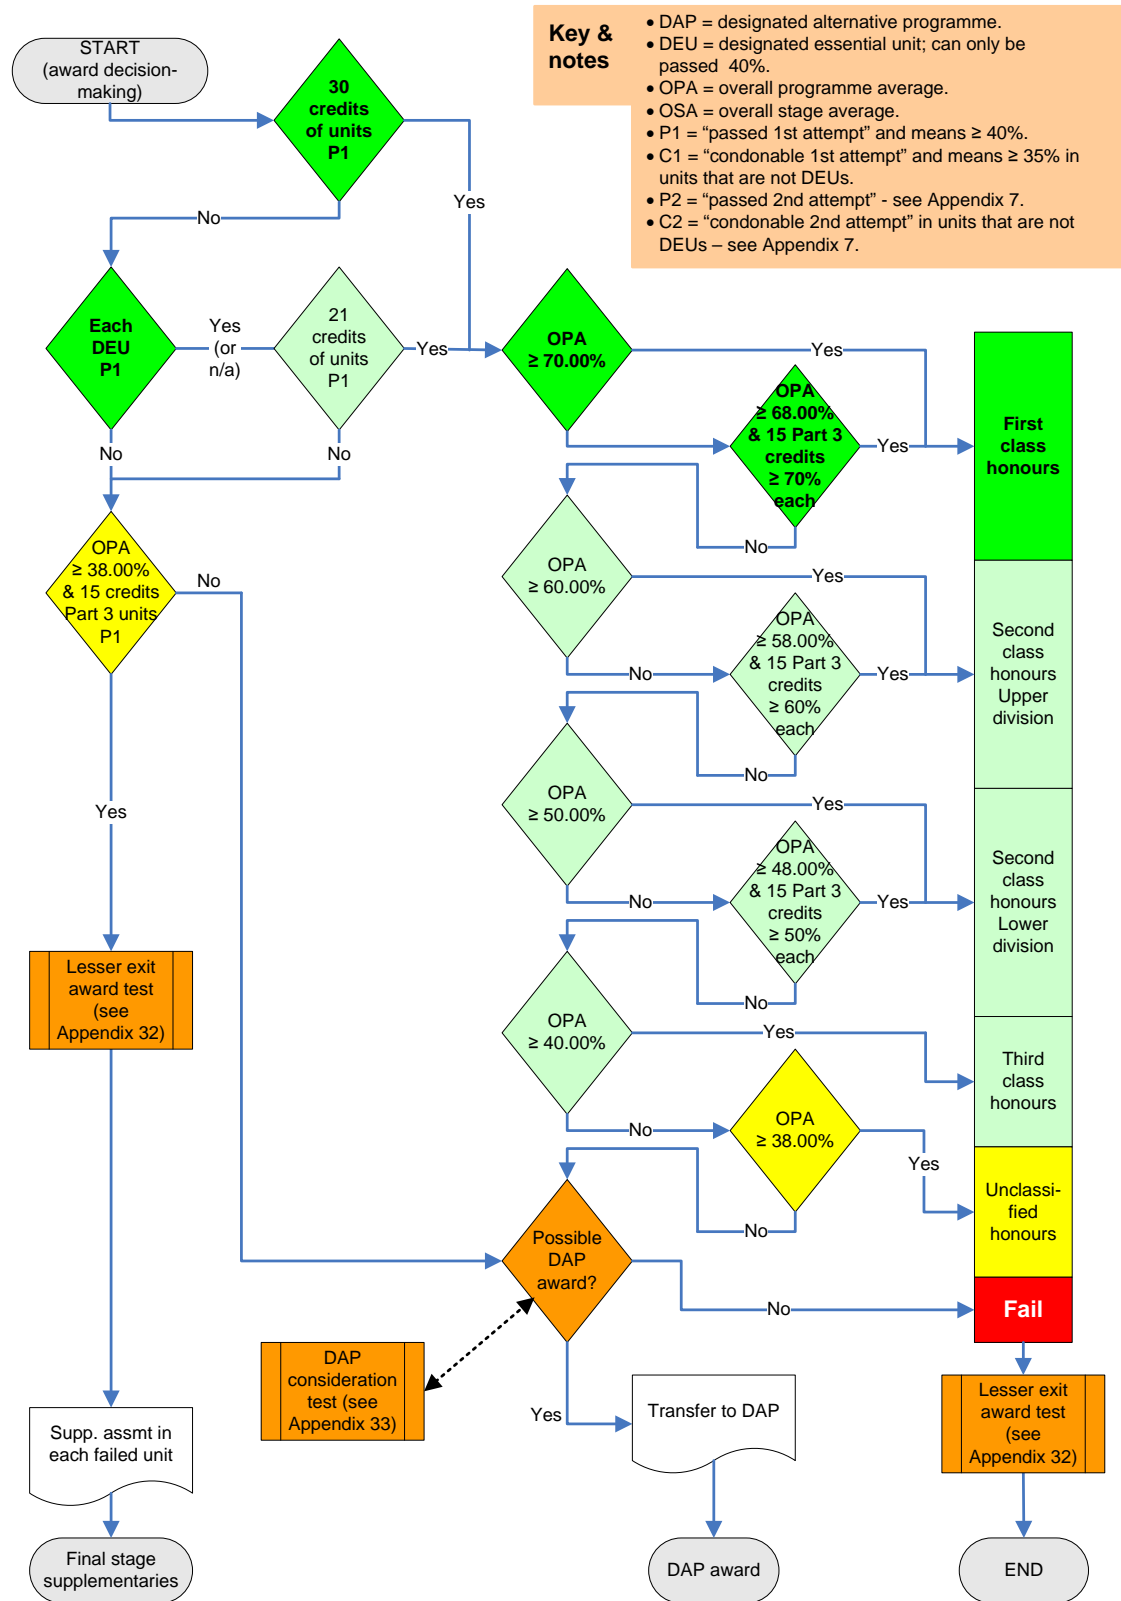 START
(award decision-
making)
30
credits
of units
P1
Key &
notes
• DAP = designated alternative programme.
• DEU = designated essential unit; can only be
passed  40%.
• OPA = overall programme average.
• OSA = overall stage average.
• P1 = “passed 1st attempt” and means ≥ 40%.
• C1 = “condonable 1st attempt” and means ≥ 35% in
units that are not DEUs.
• P2 = “passed 2nd attempt” - see Appendix 7.
• C2 = “condonable 2nd attempt” in units that are not
DEUs – see Appendix 7.
Yes
No
Each
DEU
P1
Yes
(or
n/a)
21
credits
of units
P1
Yes
No
No
OPA
≥ 70.00%
Yes
OPA
≥ 68.00%
& 15 Part 3
credits
≥ 70%
each
Yes
No
First
class
honours
OPA
≥ 38.00%
& 15 credits
Part 3 units
P1
No
Yes
OPA
≥ 60.00%
Yes
No
OPA
≥ 58.00%
& 15 Part 3
credits
≥ 60%
each
Yes
No
Second
class
honours
Upper
division
OPA
≥ 50.00%
Yes
No
OPA
≥ 48.00%
& 15 Part 3
credits
≥ 50%
each
Yes
No
Second
class
honours
Lower
division
Lesser exit
award test
(see
Appendix 32)
OPA
≥ 40.00%
Yes
No
Third
class
honours
OPA
≥ 38.00%
Yes
No
Unclassi-
fied
honours
Possible
DAP
award?
No
Fail
DAP
consideration
test (see
Appendix 33)
Yes
Transfer to DAP
Lesser exit
award test
(see
Appendix 32)
Supp. assmt in
each failed unit
Final stage
supplementaries
DAP award
END